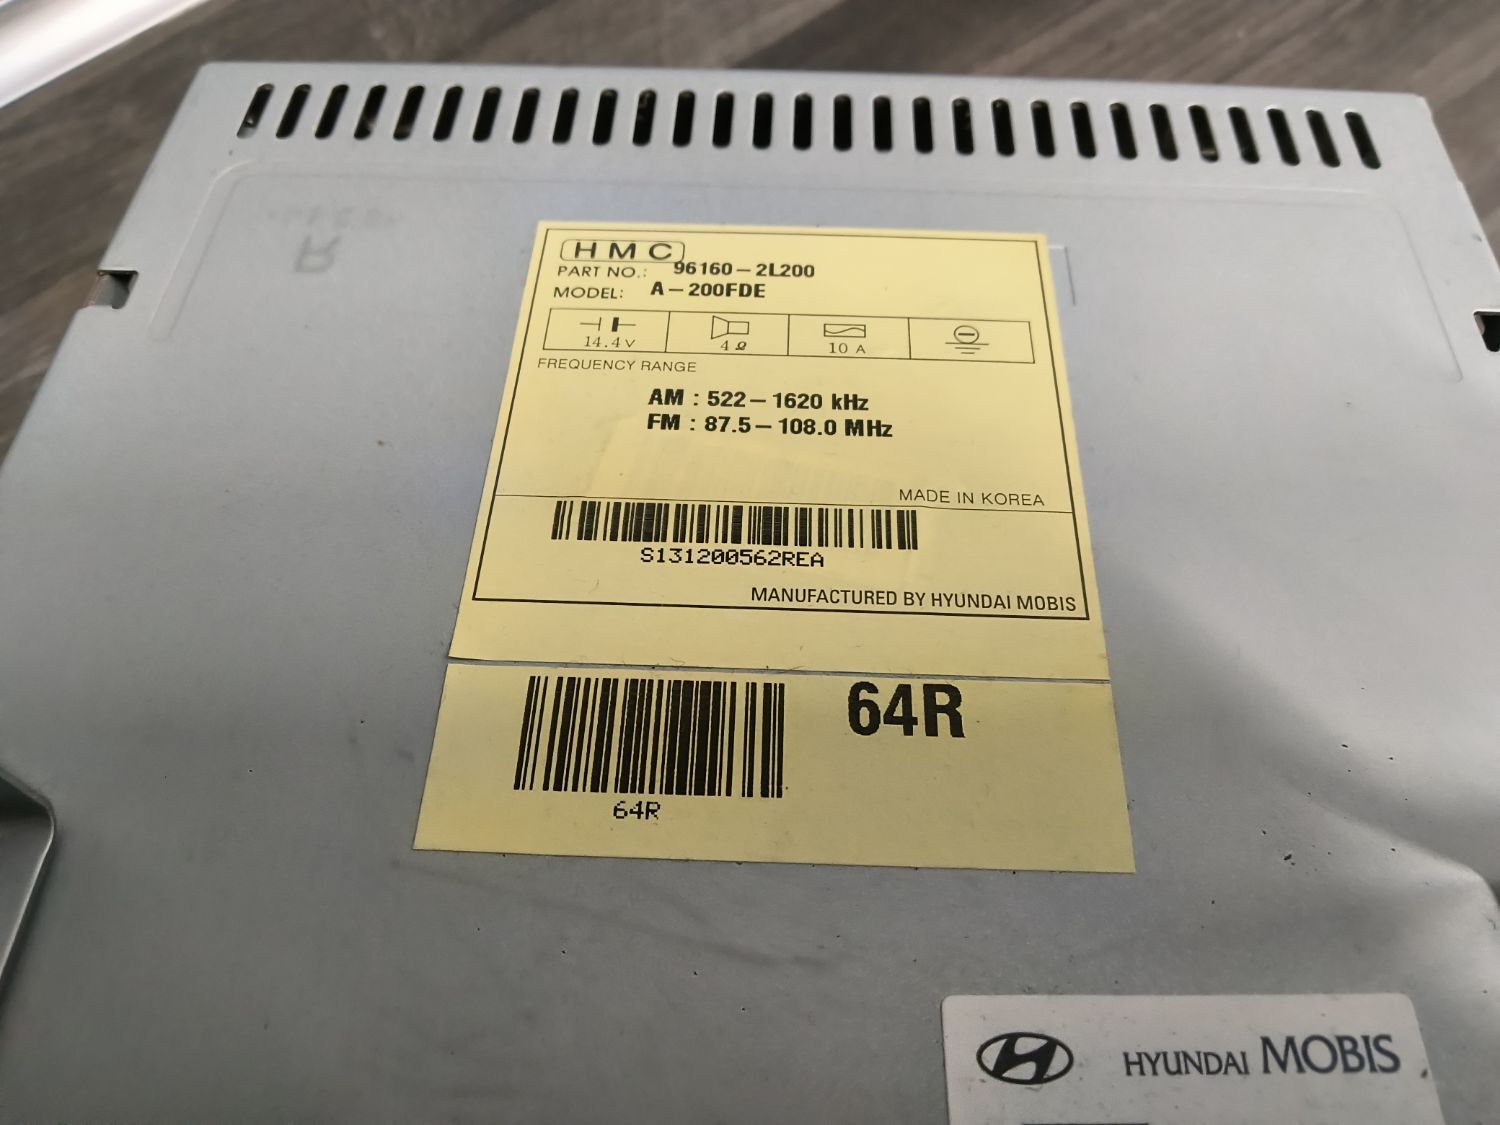 HMC
PART NO.: 96160-2L200
MODEL: A-200FDE
14.4V 4Ω 10 A
FREQUENCY RANGE
AM : 522-1620 kHz
FM : 87.5-108.0 MHz
MADE IN KOREA
S131200562REA
MANUFACTURED BY HYUNDAI MOBIS
64R
64R
HYUNDAI MOBIS